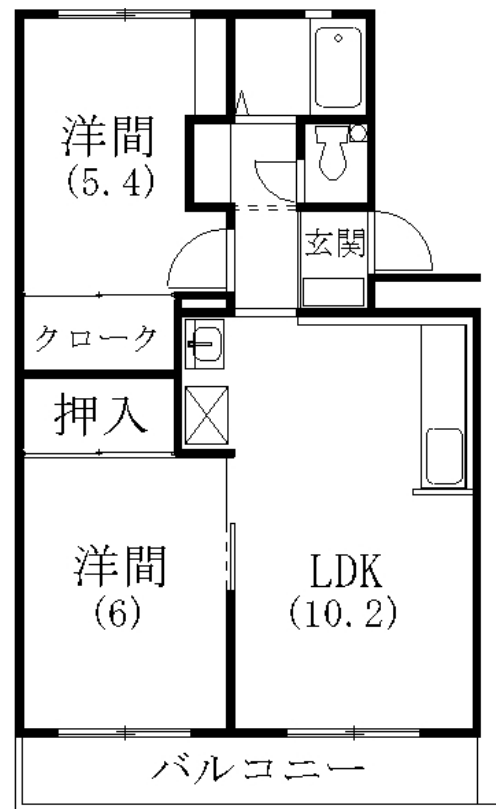 洋間
(5.4)
玄関
クローク
押入
洋間
(6)
LDK
(10.2)
バルコニー